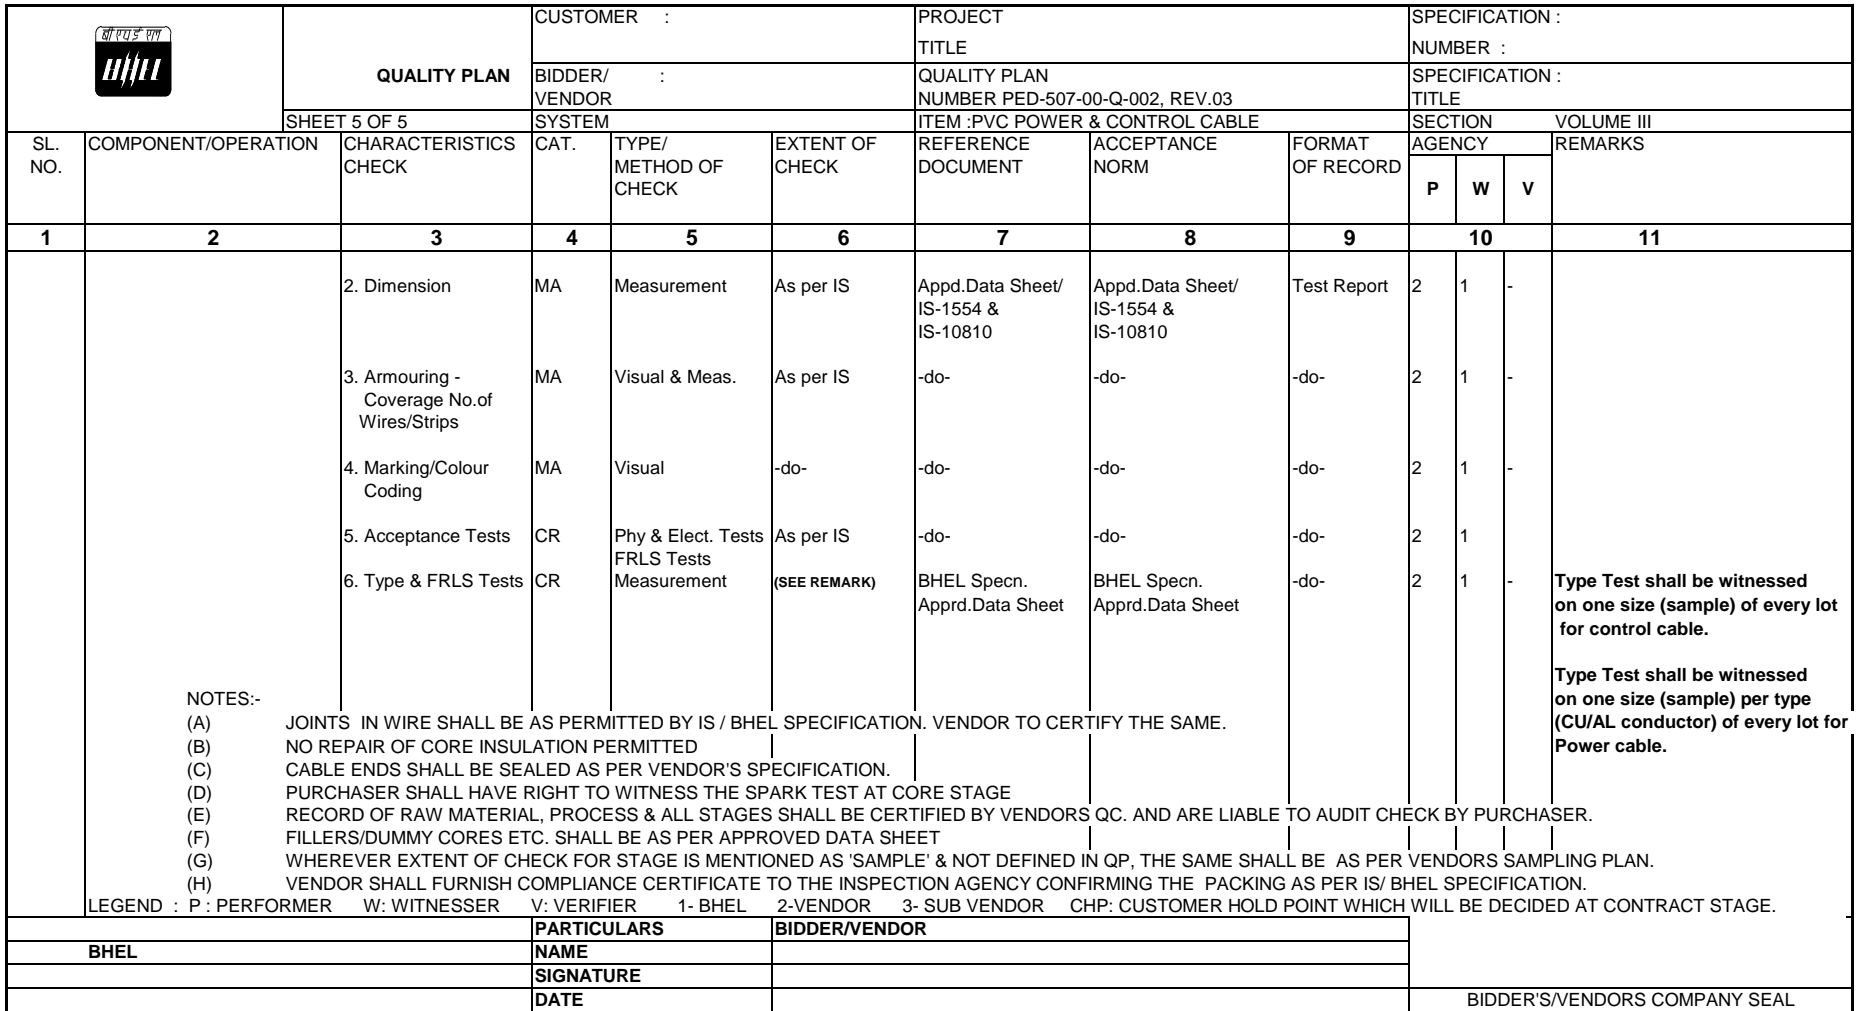 बी एच ई एल
CUSTOMER :
PROJECT
TITLE
SPECIFICATION :
NUMBER :
QUALITY PLAN
BIDDER/ :
VENDOR
QUALITY PLAN
NUMBER PED-507-00-Q-002, REV.03
SPECIFICATION :
TITLE
SHEET 5 OF 5 SYSTEM ITEM :PVC POWER & CONTROL CABLE SECTION VOLUME III
SL. NO.
COMPONENT/OPERATION
CHARACTERISTICS CHECK
CAT.
TYPE/ METHOD OF CHECK
EXTENT OF CHECK
REFERENCE DOCUMENT
ACCEPTANCE NORM
FORMAT OF RECORD
AGENCY
P W V
REMARKS
1 2 3 4 5 6 7 8 9 10 11
2. Dimension MA Measurement As per IS Appd.Data Sheet/ Appd.Data Sheet/ Test Report 2 1 -
IS-1554 & IS-1554 &
IS-10810 IS-10810
3. Armouring - MA Visual & Meas. As per IS -do- -do- -do- 2 1 -
Coverage No.of
Wires/Strips
4. Marking/Colour MA Visual -do- -do- -do- -do- 2 1 -
Coding
5. Acceptance Tests CR Phy & Elect. Tests As per IS -do- -do- -do- 2 1
FRLS Tests
6. Type & FRLS Tests CR Measurement (SEE REMARK) BHEL Specn. BHEL Specn. -do- 2 1 - Type Test shall be witnessed
Apprd.Data Sheet Apprd.Data Sheet on one size (sample) of every lot
for control cable.
Type Test shall be witnessed
on one size (sample) per type
(CU/AL conductor) of every lot for
Power cable.
NOTES:-
(A) JOINTS IN WIRE SHALL BE AS PERMITTED BY IS / BHEL SPECIFICATION. VENDOR TO CERTIFY THE SAME.
(B) NO REPAIR OF CORE INSULATION PERMITTED
(C) CABLE ENDS SHALL BE SEALED AS PER VENDOR'S SPECIFICATION.
(D) PURCHASER SHALL HAVE RIGHT TO WITNESS THE SPARK TEST AT CORE STAGE
(E) RECORD OF RAW MATERIAL, PROCESS & ALL STAGES SHALL BE CERTIFIED BY VENDORS QC. AND ARE LIABLE TO AUDIT CHECK BY PURCHASER.
(F) FILLERS/DUMMY CORES ETC. SHALL BE AS PER APPROVED DATA SHEET
(G) WHEREVER EXTENT OF CHECK FOR STAGE IS MENTIONED AS 'SAMPLE' & NOT DEFINED IN QP, THE SAME SHALL BE AS PER VENDORS SAMPLING PLAN.
(H) VENDOR SHALL FURNISH COMPLIANCE CERTIFICATE TO THE INSPECTION AGENCY CONFIRMING THE PACKING AS PER IS/ BHEL SPECIFICATION.
LEGEND : P : PERFORMER W: WITNESSER V: VERIFIER 1- BHEL 2-VENDOR 3- SUB VENDOR CHP: CUSTOMER HOLD POINT WHICH WILL BE DECIDED AT CONTRACT STAGE.
PARTICULARS BIDDER/VENDOR
BHEL NAME
SIGNATURE
DATE BIDDER'S/VENDORS COMPANY SEAL